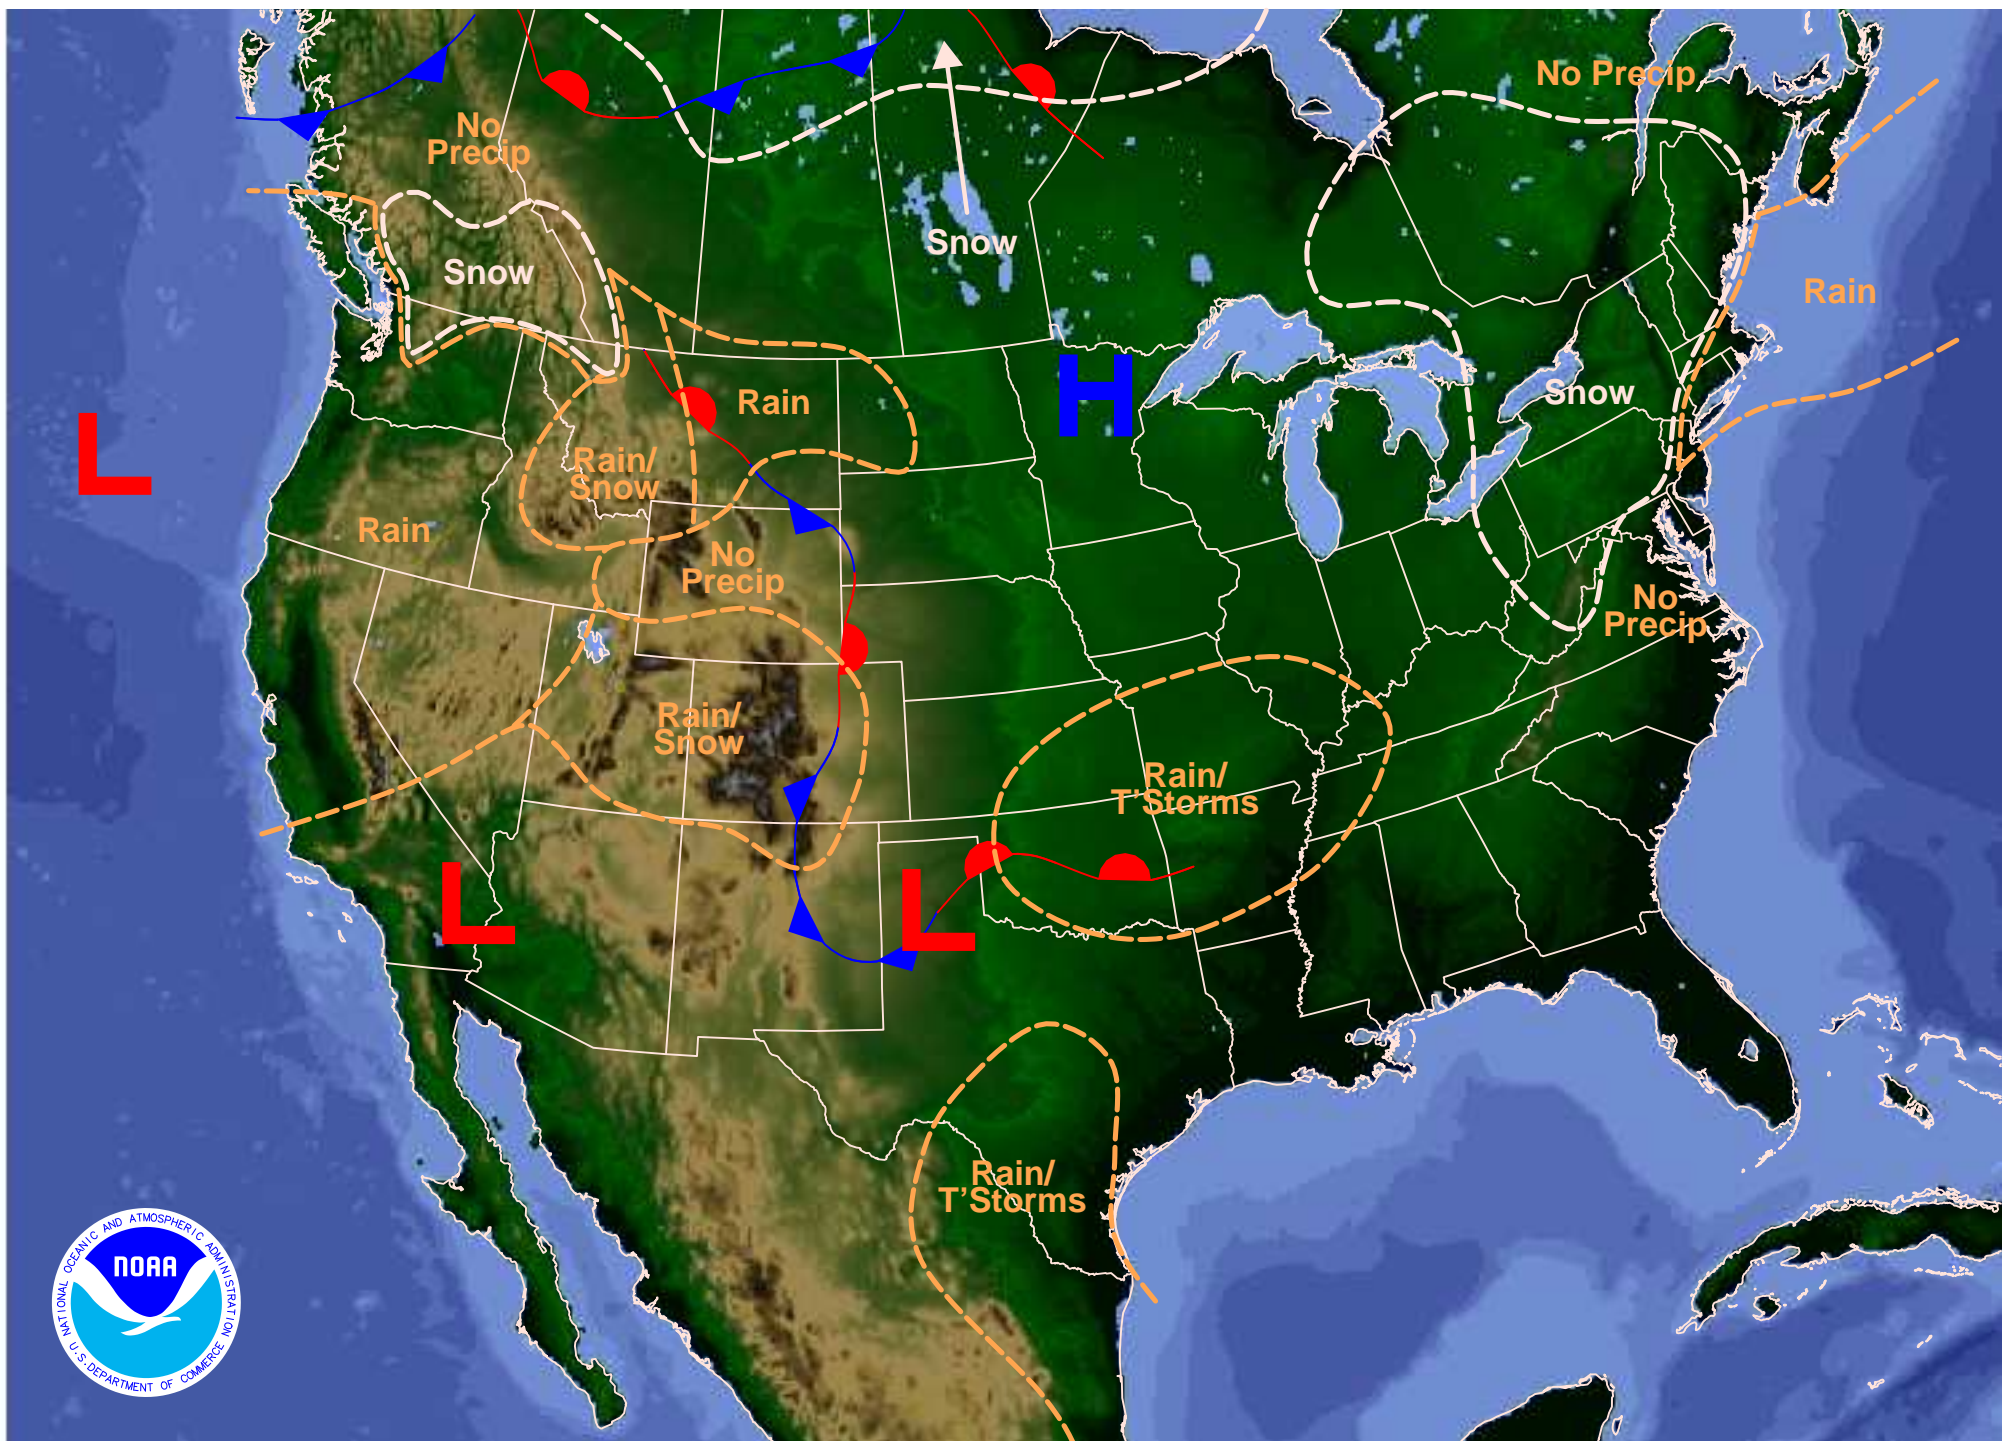 No Precip
No
Precip
Snow
Snow
Rain
H
Snow
Rain
L
Rain/
Snow
Rain
No
Precip
No
Precip
Rain/
Snow
Rain/
T'Storms
L
L
Rain/
T'Storms
NATIONAL OCEANIC AND ATMOSPHERIC ADMINISTRATION
NOAA
U.S. DEPARTMENT OF COMMERCE